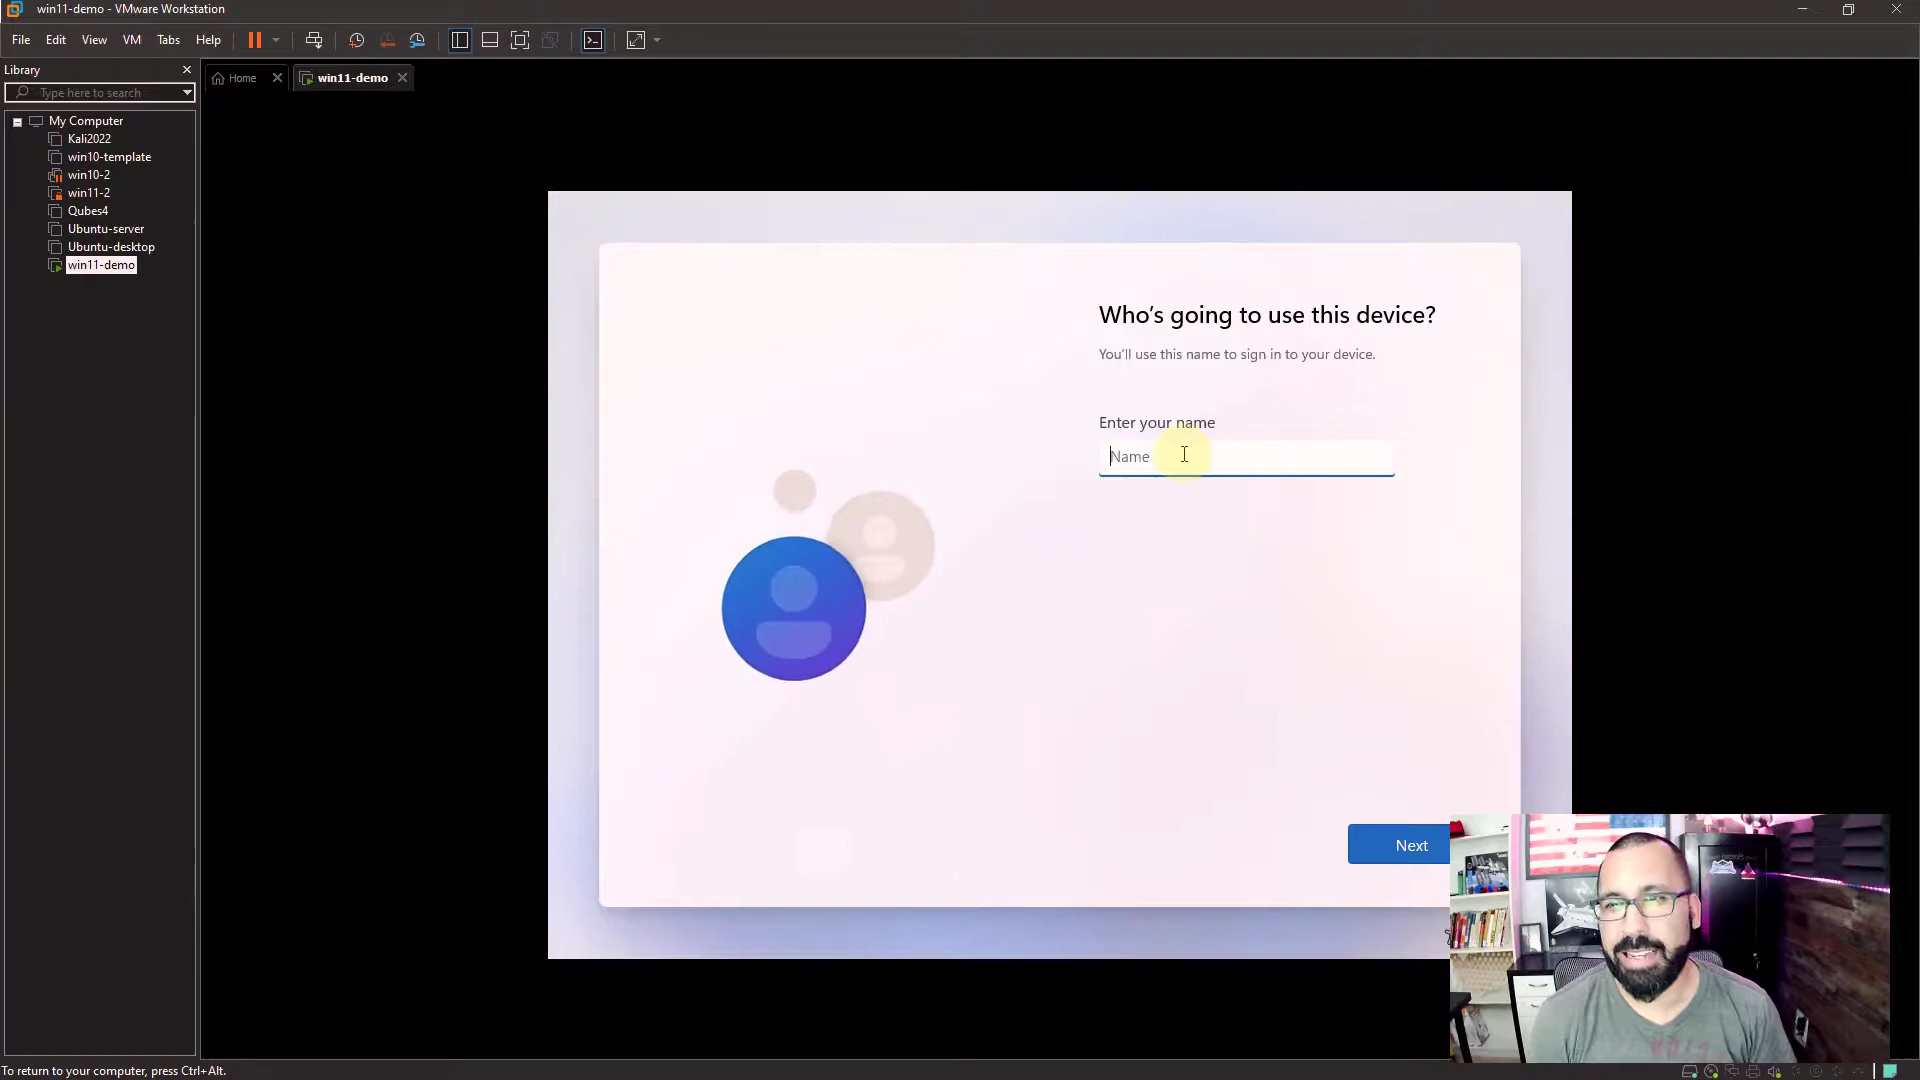 win11-demo - VMware Workstation
File Edit View VM Tabs Help
Library
Type here to search
Home
win11-demo
My Computer
Kali2022
win10-template
win10-2
win11-2
Qubes4
Ubuntu-server
Ubuntu-desktop
win11-demo
Who's going to use this device?
You'll use this name to sign in to your device.
Enter your name
Name
Next
To return to your computer, press Ctrl+Alt.